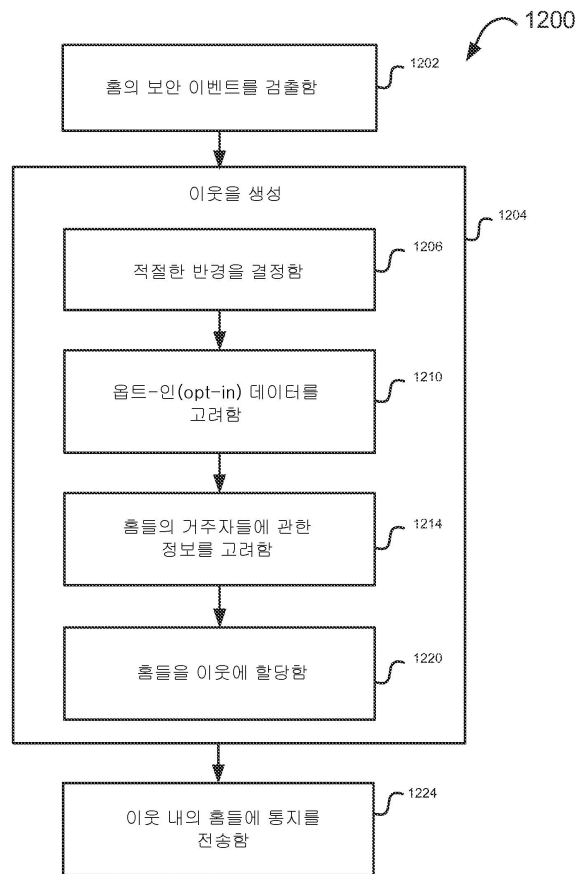 1200
홈의 보안 이벤트를 검출함
1202
이웃을 생성
1204
적절한 반경을 결정함
1206
옵트-인(opt-in) 데이터를
고려함
1210
홈들의 거주자들에 관한
정보를 고려함
1214
홈들을 이웃에 할당함
1220
이웃 내의 홈들에 통지를
전송함
1224